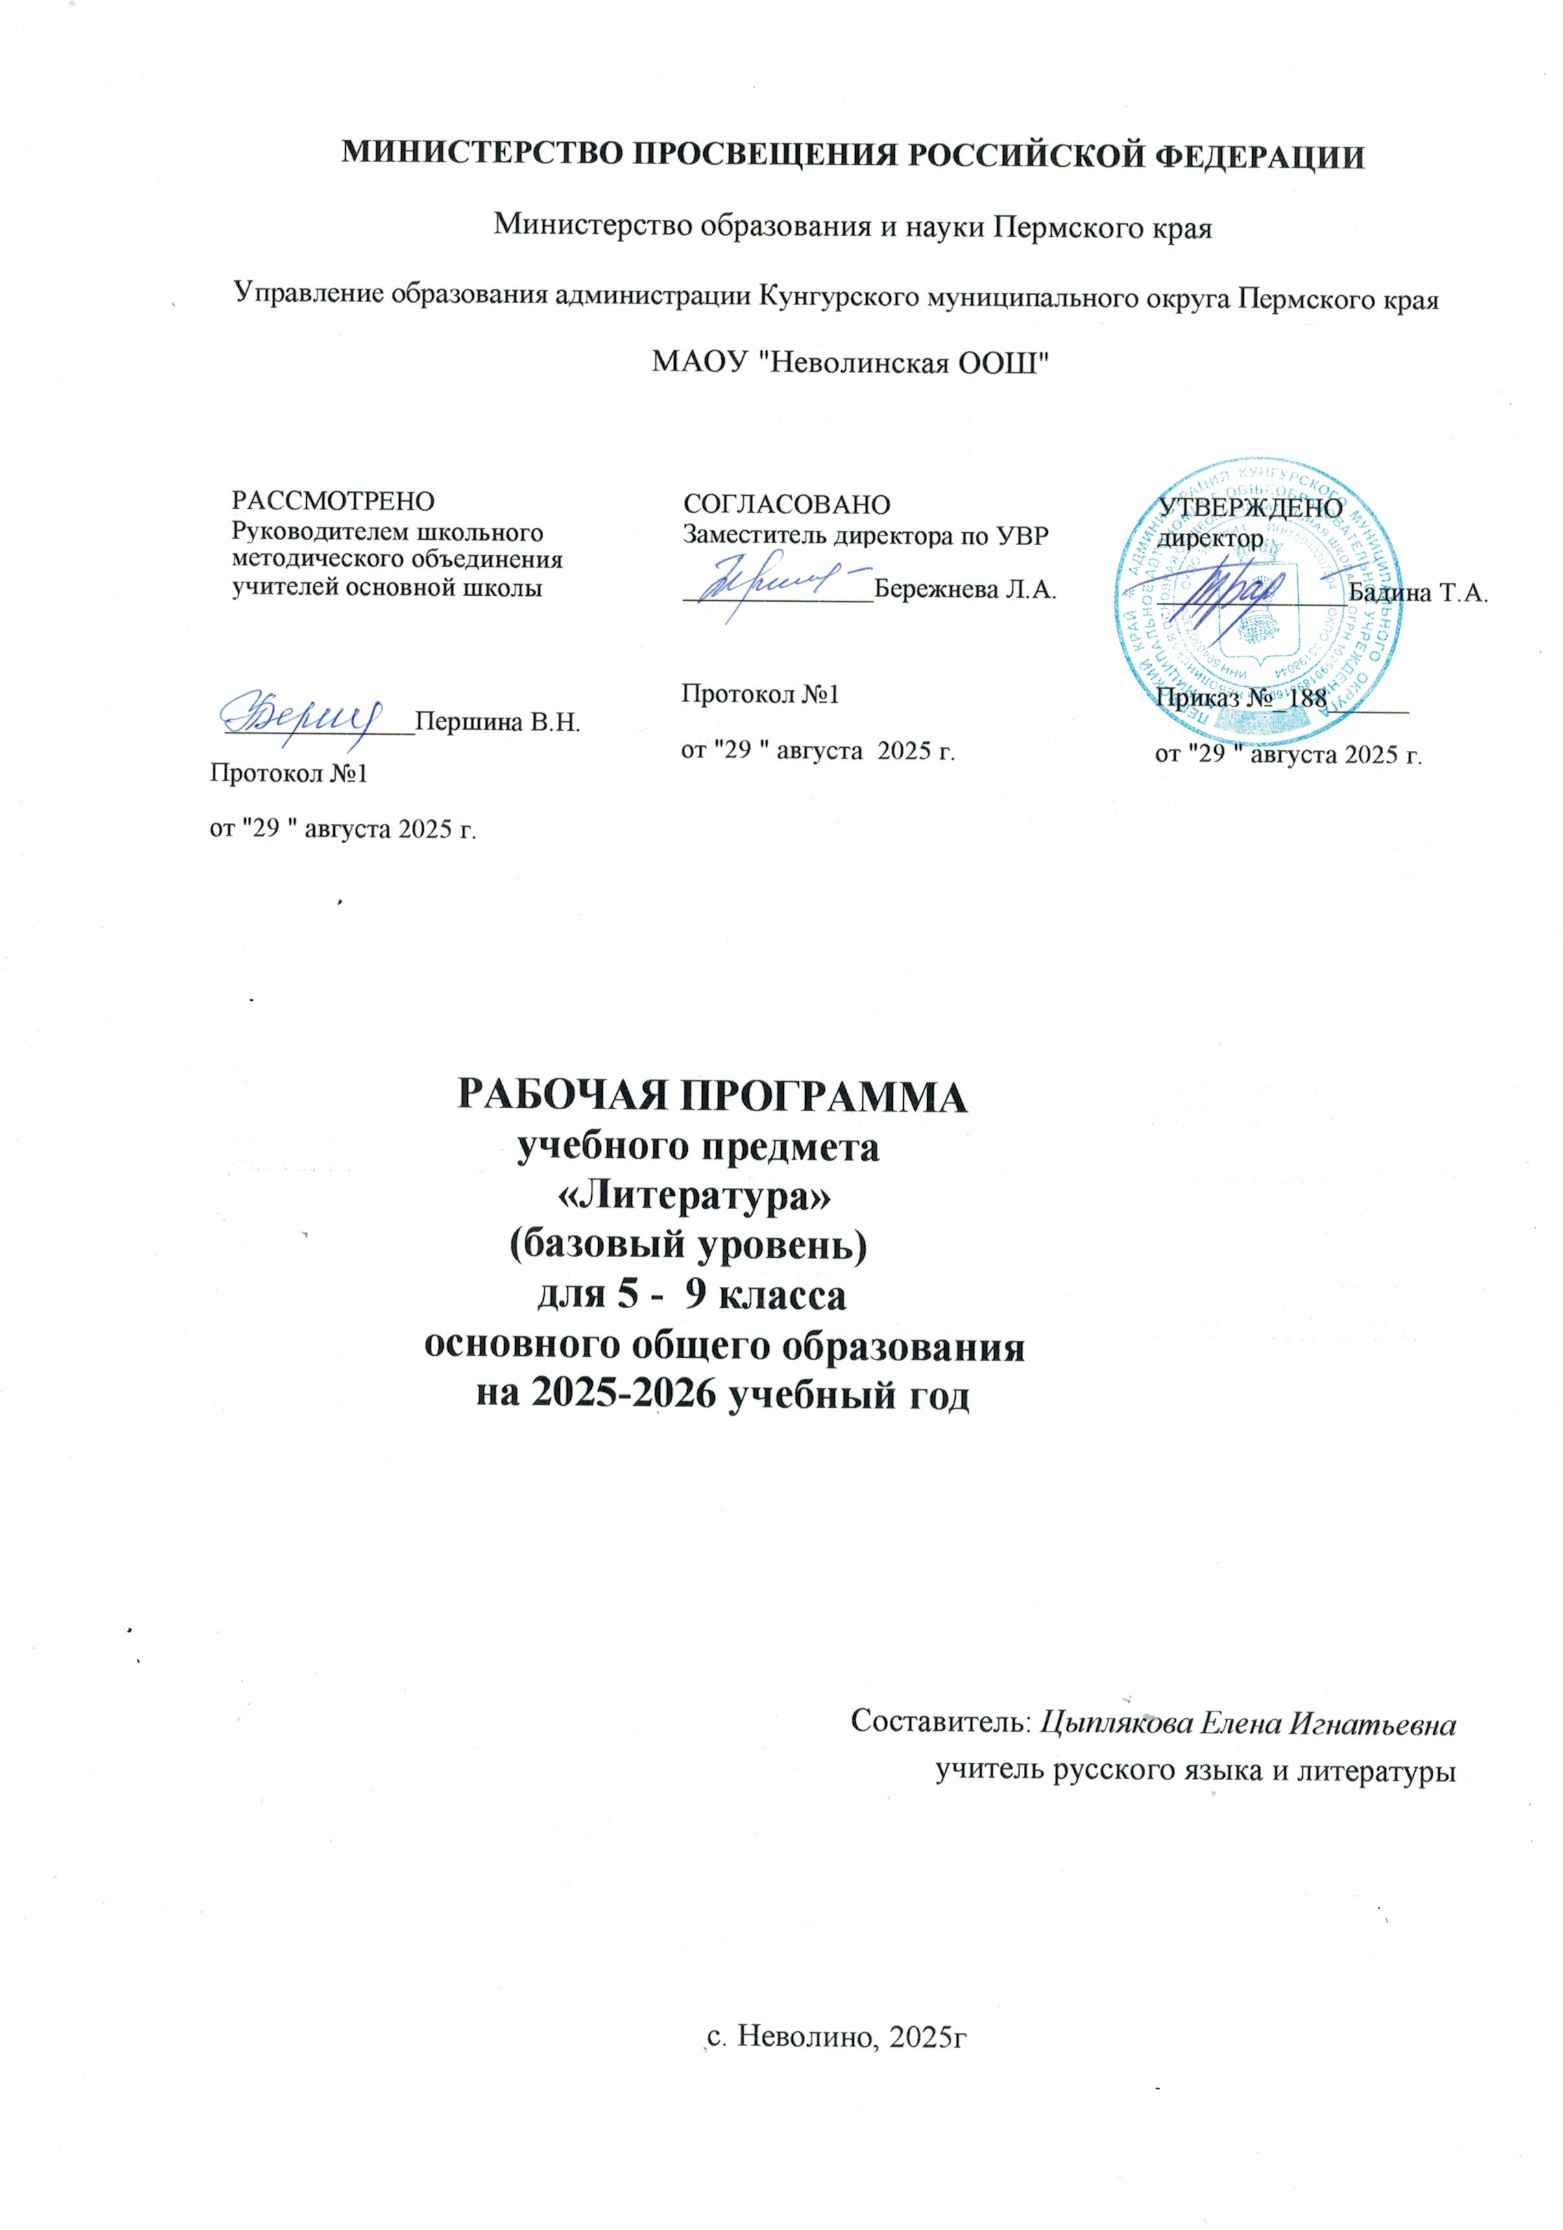 МИНИСТЕРСТВО ПРОСВЕЩЕНИЯ РОССИЙСКОЙ ФЕДЕРАЦИИ
Министерство образования и науки Пермского края
Управление образования администрации Кунгурского муниципального округа Пермского края
МАОУ "Неволинская ООШ"
РАССМОТРЕНО
Руководителем школьного
методического объединения
учителей основной школы
Першина В.Н.
Протокол №1
от "29 " августа 2025 г.
СОГЛАСОВАНО
Заместитель директора по УВР
Бережнева Л.А.
Протокол №1
от "29 " августа  2025 г.
УТВЕРЖДЕНО
директор
Бадина Т.А.
Приказ №_188______
от "29 " августа 2025 г.
РАБОЧАЯ ПРОГРАММА
учебного предмета
«Литература»
(базовый уровень)
для 5 -  9 класса
основного общего образования
на 2025-2026 учебный год
Составитель: Цыплякова Елена Игнатьевна
учитель русского языка и литературы
с. Неволино, 2025г